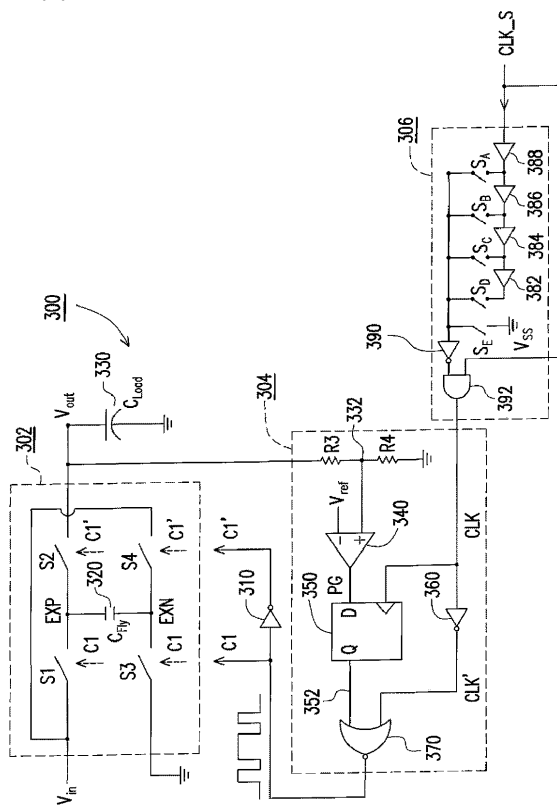 300
302
V_in
S1
S2
S3
S4
C1
C1'
C1
C1'
EXP
EXN
320
C_Fly
V_out
330
C_Load
C1
C1'
310
304
R3
R4
332
V_ref
-
+
340
PG
350
D
Q
352
360
CLK
CLK'
370
306
390
392
S_E
S_D
S_C
S_B
S_A
V_SS
382
384
386
388
CLK_S